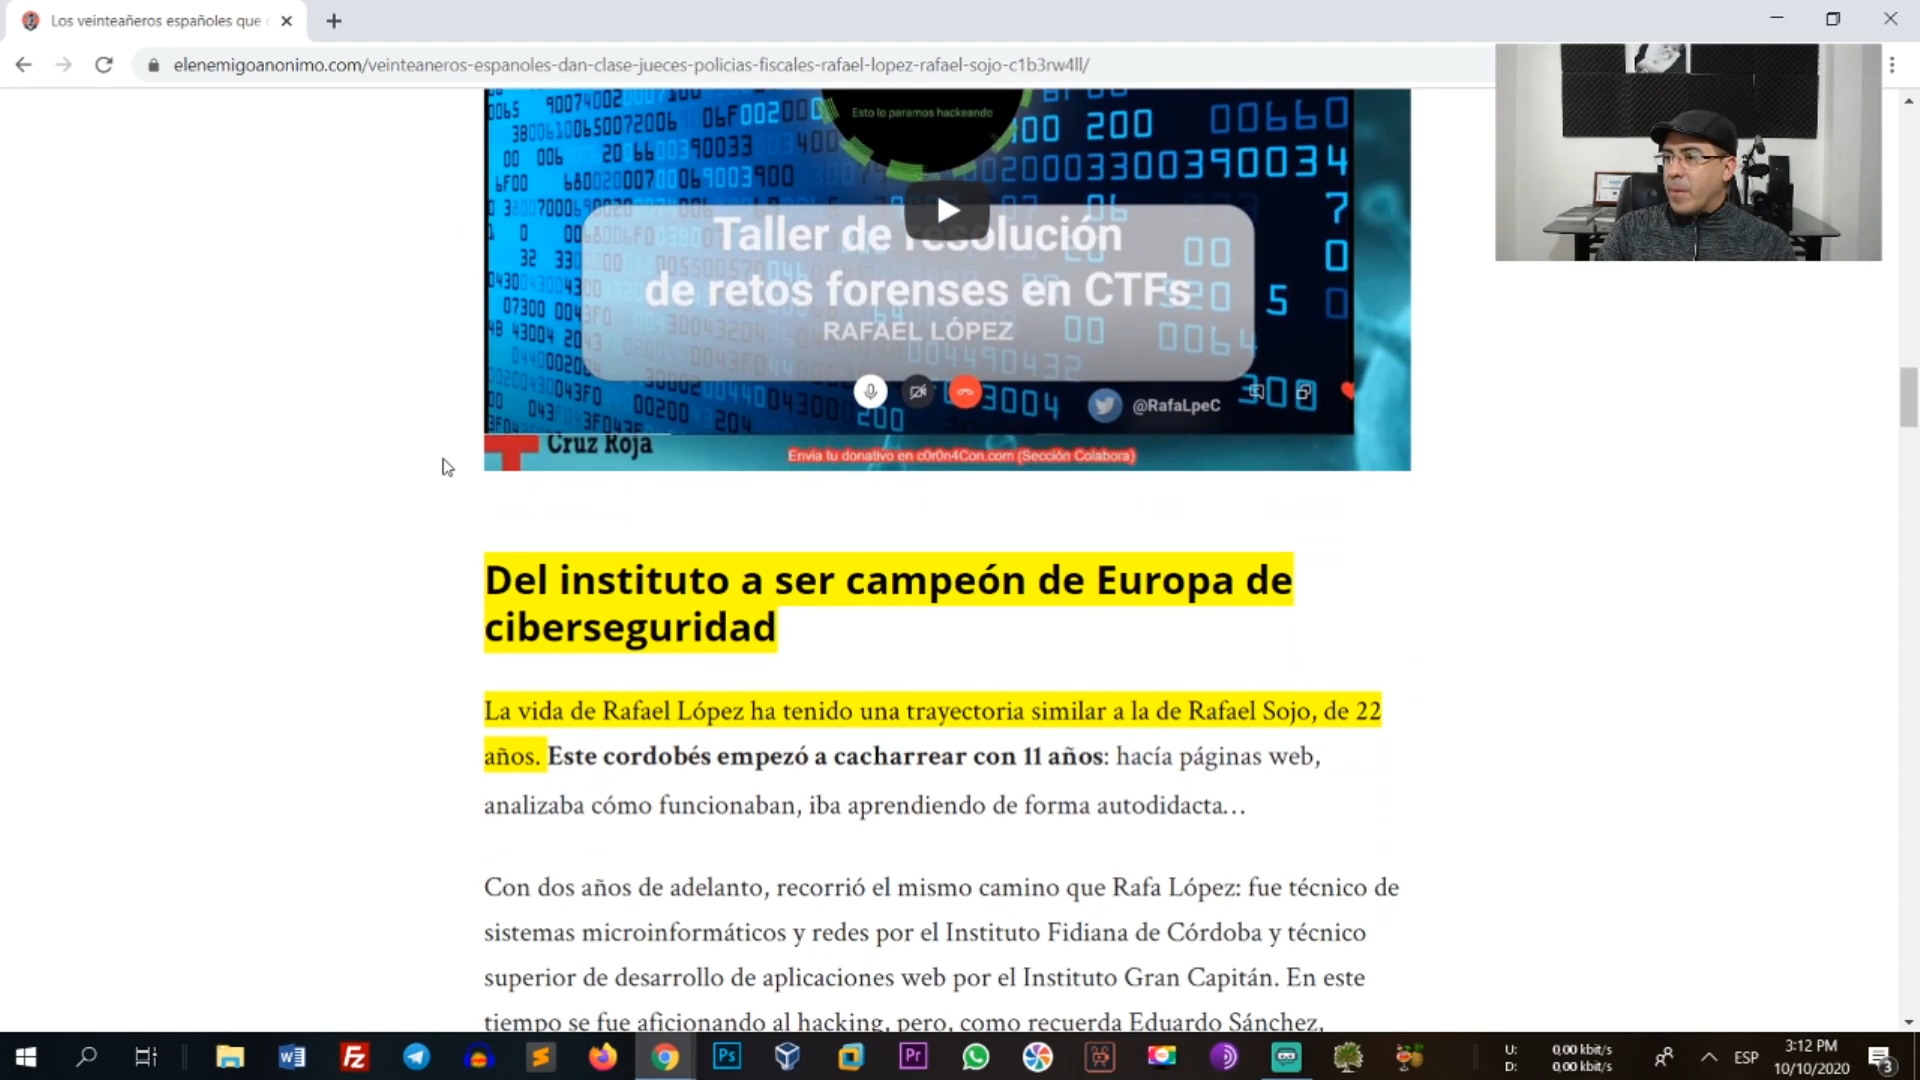 Los veinteañeros españoles que
elenemigoanonimo.com/veinteaneros-espanoles-dan-clase-jueces-policias-fiscales-rafael-lopez-rafael-sojo-c1b3rw4ll/
Esto lo paramos hackeando
Taller de resolución
de retos forenses en CTFs
RAFAEL LÓPEZ
@RafaLpeC
Cruz Roja
Envía tu donativo en c0r0n4Con.com (Sección Colabora)
Del instituto a ser campeón de Europa de
ciberseguridad
La vida de Rafael López ha tenido una trayectoria similar a la de Rafael Sojo, de 22
años. Este cordobés empezó a cacharrear con 11 años: hacía páginas web,
analizaba cómo funcionaban, iba aprendiendo de forma autodidacta…
Con dos años de adelanto, recorrió el mismo camino que Rafa López: fue técnico de
sistemas microinformáticos y redes por el Instituto Fidiana de Córdoba y técnico
superior de desarrollo de aplicaciones web por el Instituto Gran Capitán. En este
tiempo se fue aficionando al hacking, pero, como recuerda Eduardo Sánchez,
U: 0,00 kbit/s
D: 0,00 kbit/s
ESP
3:12 PM
10/10/2020
3